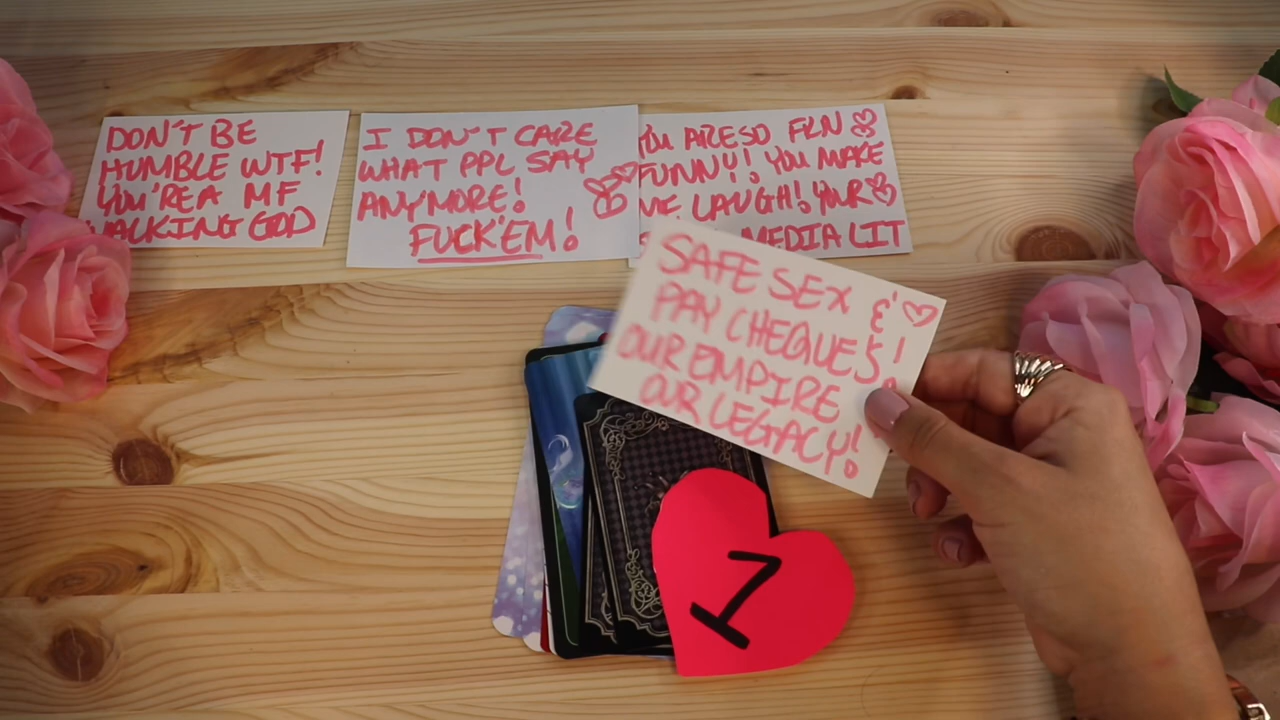 DON'T BE
HUMBLE WTF!
YOU'RE A MF
WALKING GOD
I DON'T CARE
WHAT PPL SAY
ANYMORE!
FUCK'EM!
YOU ARE SO FKN
FUNNY!! YOU MAKE
ME LAUGH! YOUR
MEDIA LIT
SAFE SEX &
PAY CHEQUES!
OUR EMPIRE
OUR LEGACY!
1